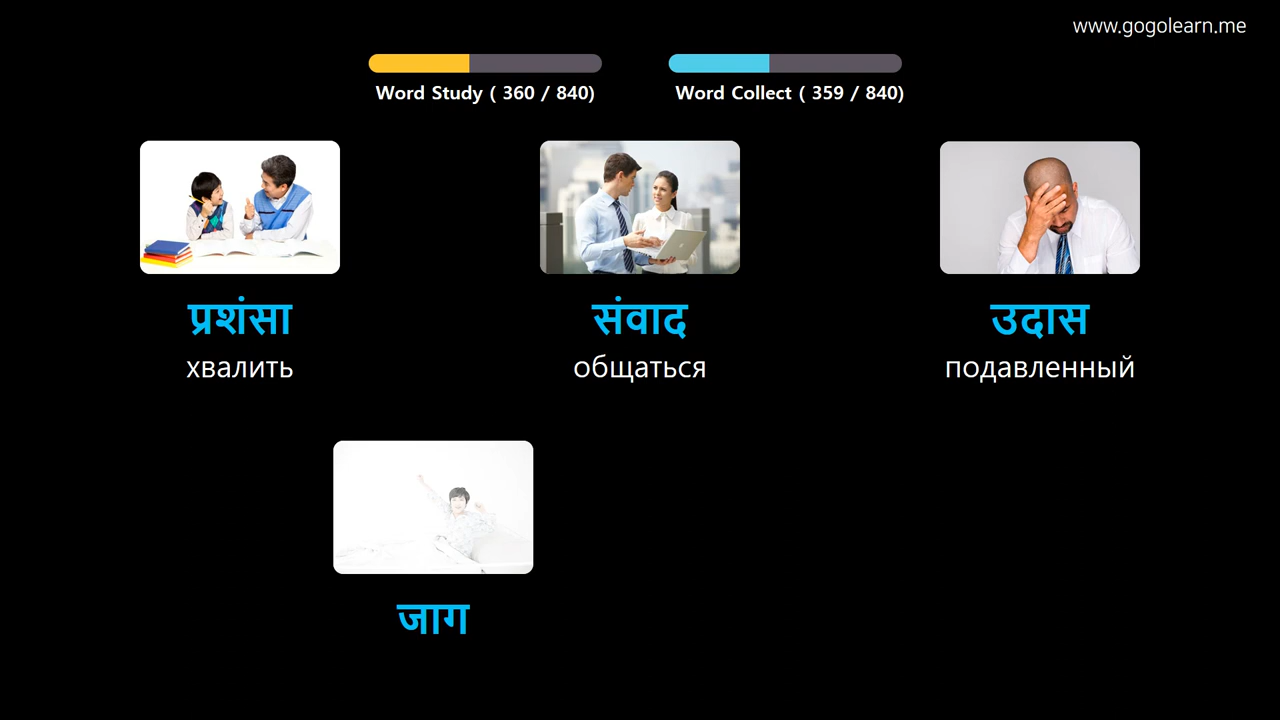 www.gogolearn.me
Word Study ( 360 / 840)
Word Collect ( 359 / 840)
प्रशंसा
хвалить
संवाद
общаться
उदास
подавленный
जाग